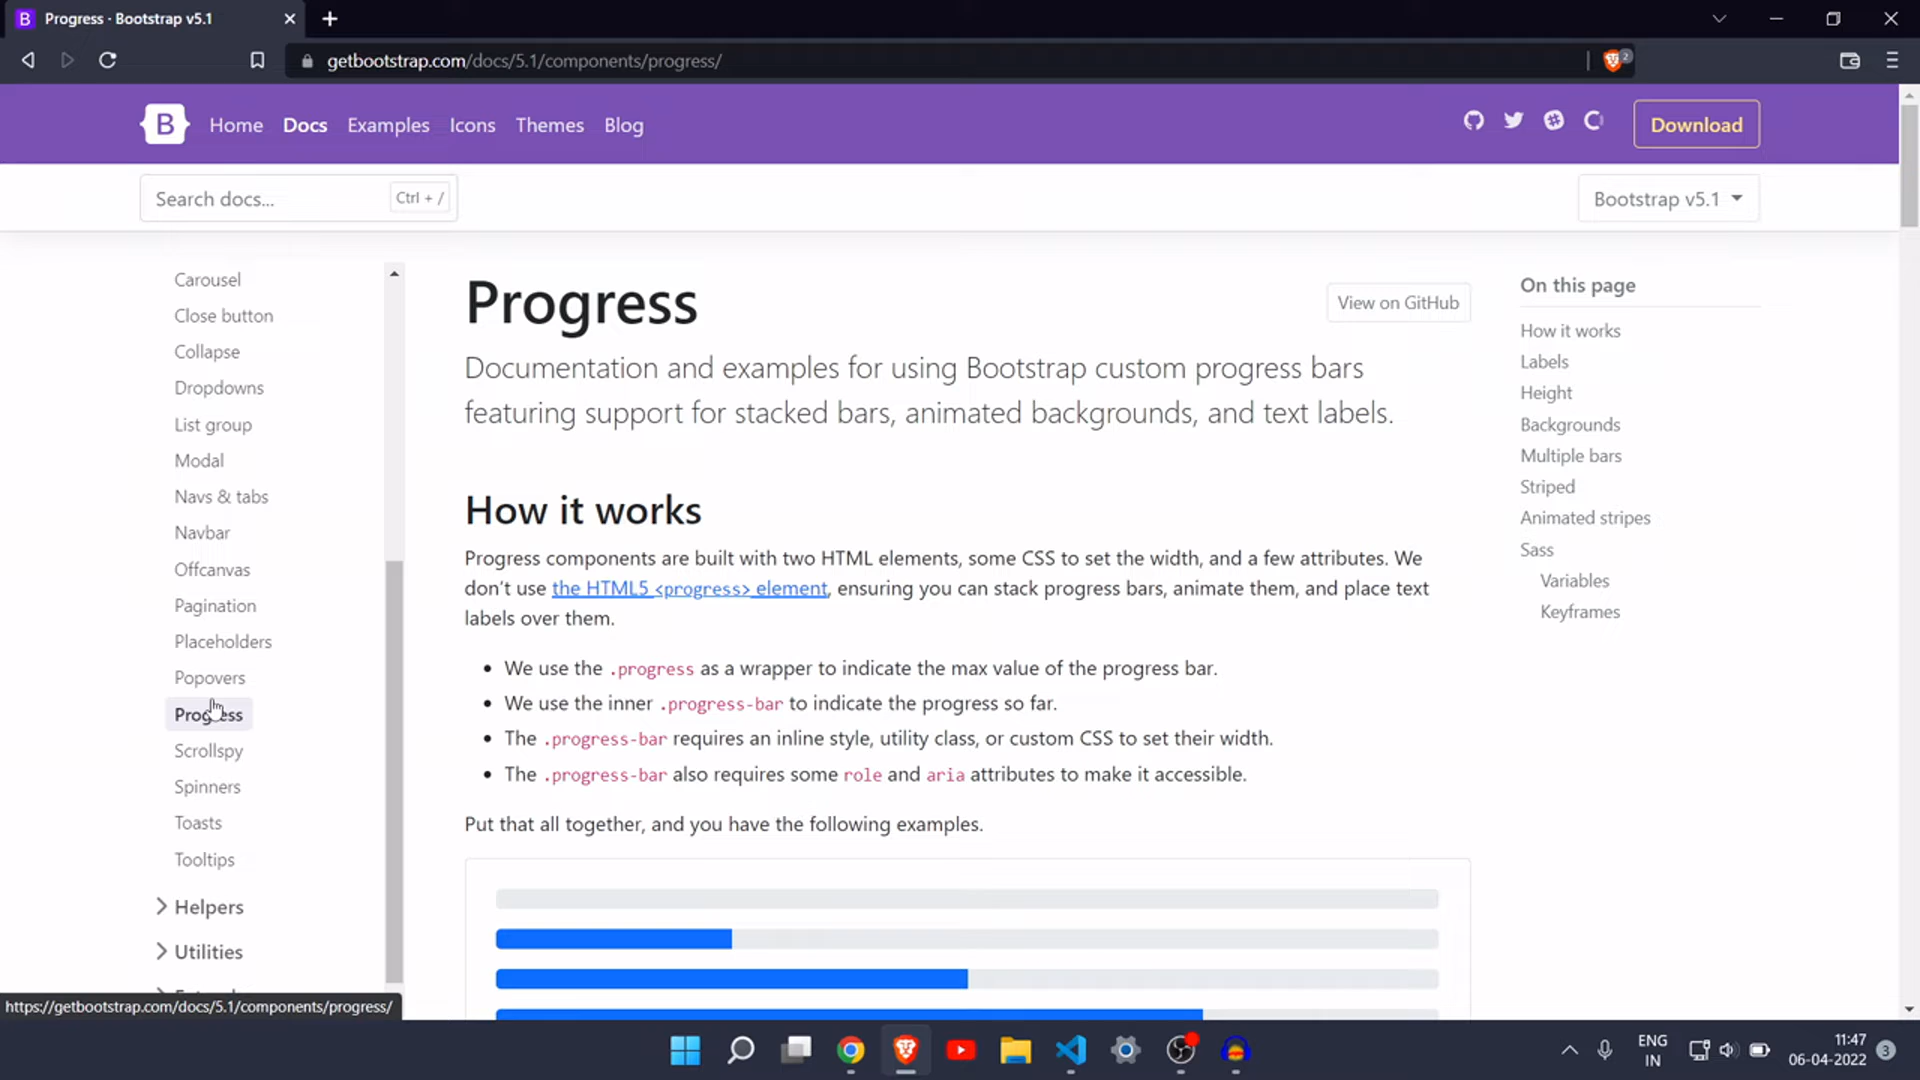 Progress · Bootstrap v5.1
getbootstrap.com/docs/5.1/components/progress/
2
B
Home
Docs
Examples
Icons
Themes
Blog
Download
Search docs...
Ctrl + /
Bootstrap v5.1
Carousel
Close button
Collapse
Dropdowns
List group
Modal
Navs & tabs
Navbar
Offcanvas
Pagination
Placeholders
Popovers
Progress
Scrollspy
Spinners
Toasts
Tooltips
Helpers
Utilities
https://getbootstrap.com/docs/5.1/components/progress/
Progress
View on GitHub
Documentation and examples for using Bootstrap custom progress bars
featuring support for stacked bars, animated backgrounds, and text labels.
How it works
Progress components are built with two HTML elements, some CSS to set the width, and a few attributes. We
don't use the HTML5 <progress> element, ensuring you can stack progress bars, animate them, and place text
labels over them.
• We use the .progress as a wrapper to indicate the max value of the progress bar.
• We use the inner .progress-bar to indicate the progress so far.
• The .progress-bar requires an inline style, utility class, or custom CSS to set their width.
• The .progress-bar also requires some role and aria attributes to make it accessible.
Put that all together, and you have the following examples.
On this page
How it works
Labels
Height
Backgrounds
Multiple bars
Striped
Animated stripes
Sass
Variables
Keyframes
ENG
IN
11:47
06-04-2022
3